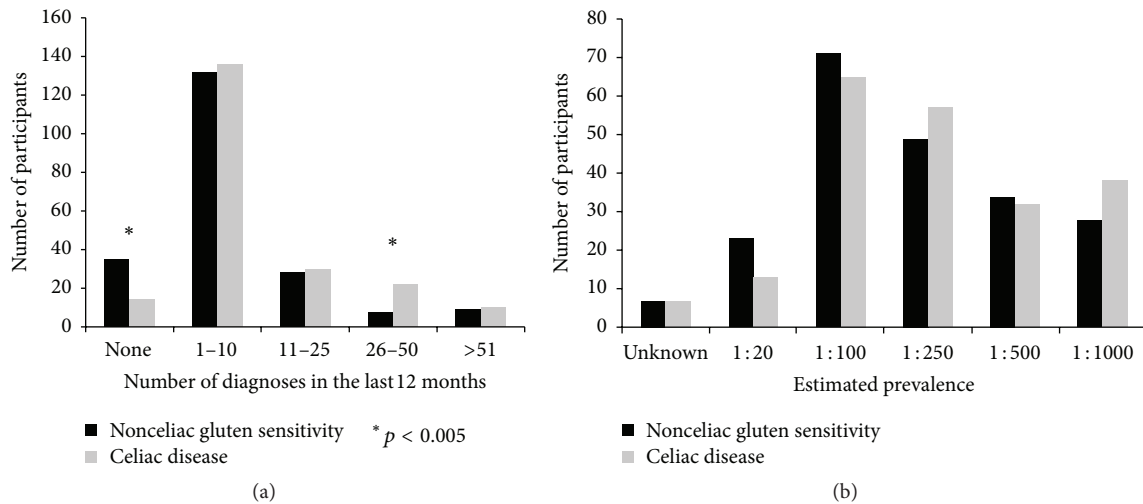 160
140
120
100
80
60
40
20
0
Number of participants
*
*
None 1–10 11–25 26–50 >51
Number of diagnoses in the last 12 months
Nonceliac gluten sensitivity
Celiac disease
* p < 0.005
(a)
80
70
60
50
40
30
20
10
0
Number of participants
Unknown 1:20 1:100 1:250 1:500 1:1000
Estimated prevalence
Nonceliac gluten sensitivity
Celiac disease
(b)